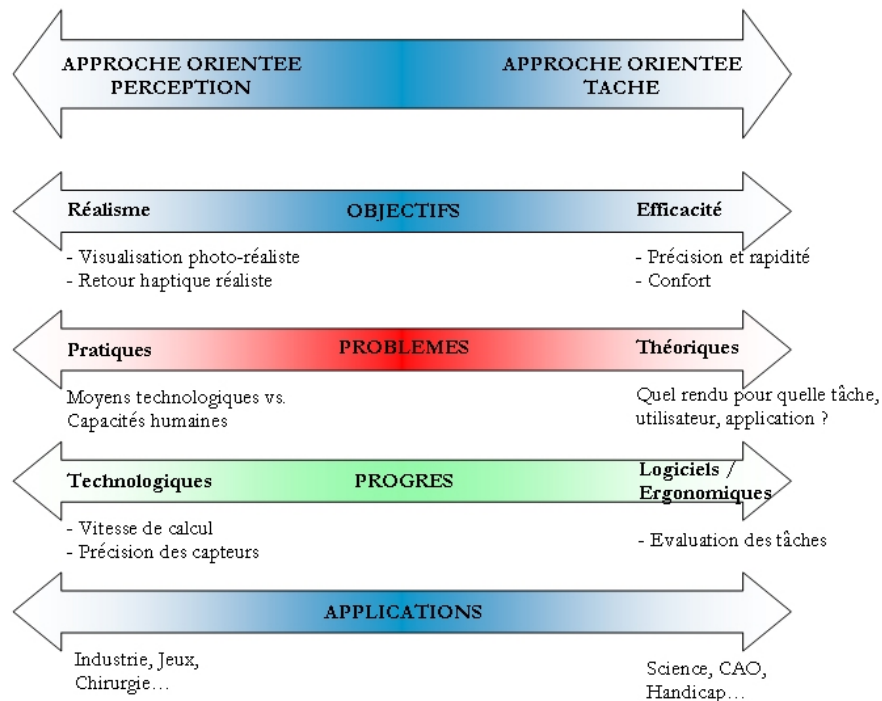 APPROCHE ORIENTEE
PERCEPTION
APPROCHE ORIENTEE
TACHE
Réalisme
OBJECTIFS
Efficacité
- Visualisation photo-réaliste
- Retour haptique réaliste
- Précision et rapidité
- Confort
Pratiques
PROBLEMES
Théoriques
Moyens technologiques vs.
Capacités humaines
Quel rendu pour quelle tâche,
utilisateur, application ?
Technologiques
PROGRES
Logiciels /
Ergonomiques
- Vitesse de calcul
- Précision des capteurs
- Evaluation des tâches
APPLICATIONS
Industrie, Jeux,
Chirurgie…
Science, CAO,
Handicap…